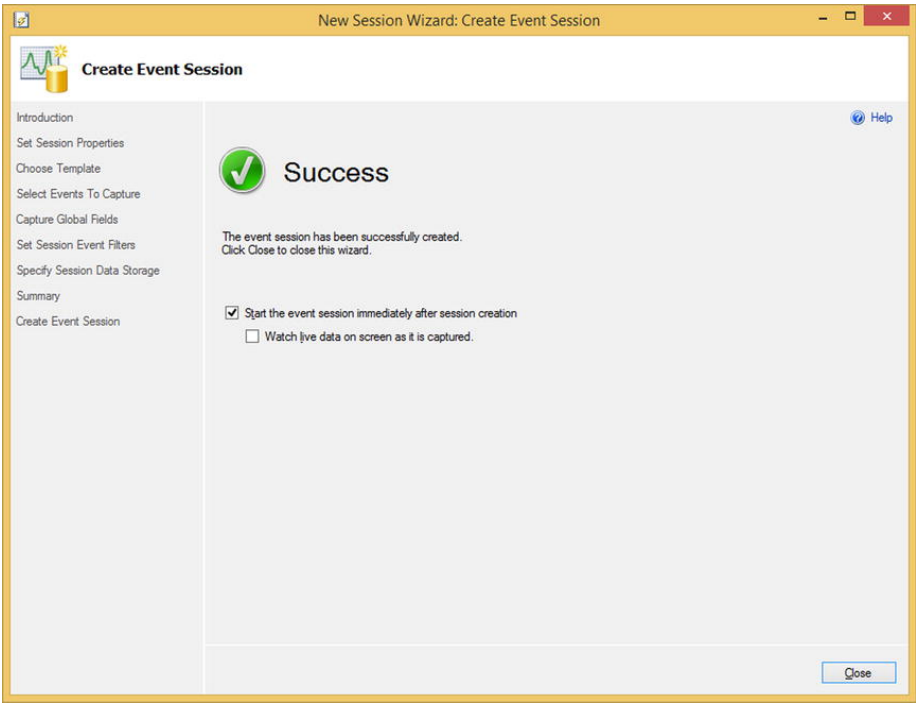 New Session Wizard: Create Event Session
Create Event Session
Introduction
Set Session Properties
Choose Template
Select Events To Capture
Capture Global Fields
Set Session Event Filters
Specify Session Data Storage
Summary
Create Event Session
Help
Success
The event session has been successfully created.
Click Close to close this wizard.
Start the event session immediately after session creation
Watch live data on screen as it is captured.
Close